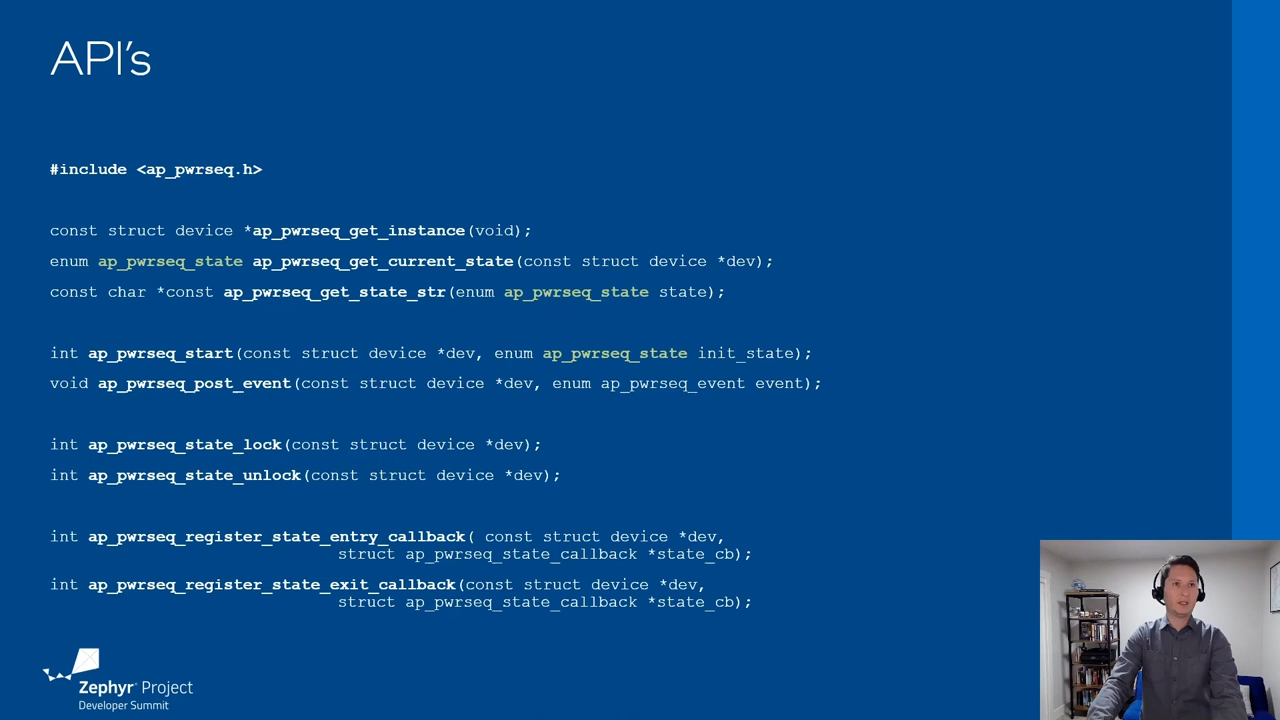 API's
#include <ap_pwrseq.h>
const struct device *ap_pwrseq_get_instance(void);
enum ap_pwrseq_state ap_pwrseq_get_current_state(const struct device *dev);
const char *const ap_pwrseq_get_state_str(enum ap_pwrseq_state state);
int ap_pwrseq_start(const struct device *dev, enum ap_pwrseq_state init_state);
void ap_pwrseq_post_event(const struct device *dev, enum ap_pwrseq_event event);
int ap_pwrseq_state_lock(const struct device *dev);
int ap_pwrseq_state_unlock(const struct device *dev);
int ap_pwrseq_register_state_entry_callback( const struct device *dev,
struct ap_pwrseq_state_callback *state_cb);
int ap_pwrseq_register_state_exit_callback(const struct device *dev,
struct ap_pwrseq_state_callback *state_cb);
Zephyr® Project
Developer Summit